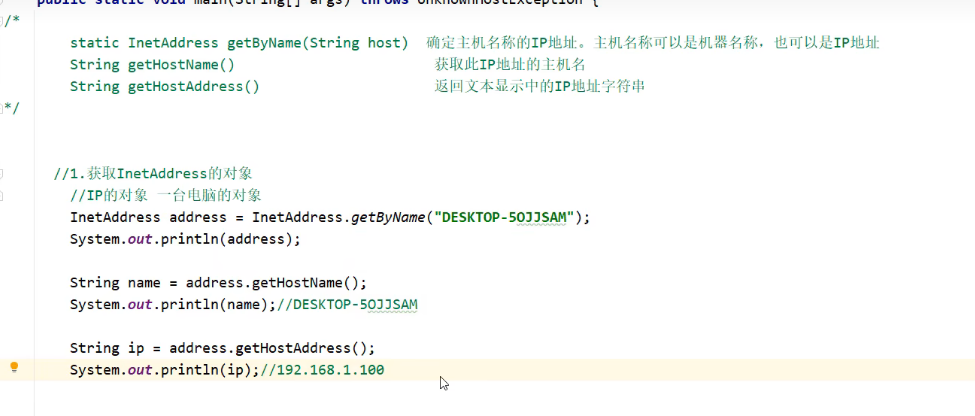 public static void main(String[] args) throws UnknownHostException {
/*
static InetAddress getByName(String host) 确定主机名称的IP地址。主机名称可以是机器名称，也可以是IP地址
String getHostName() 获取此IP地址的主机名
String getHostAddress() 返回文本显示中的IP地址字符串
*/
//1.获取InetAddress的对象
//IP的对象 一台电脑的对象
InetAddress address = InetAddress.getByName("DESKTOP-5OJJSAM");
System.out.println(address);
String name = address.getHostName();
System.out.println(name);//DESKTOP-5OJJSAM
String ip = address.getHostAddress();
System.out.println(ip);//192.168.1.100